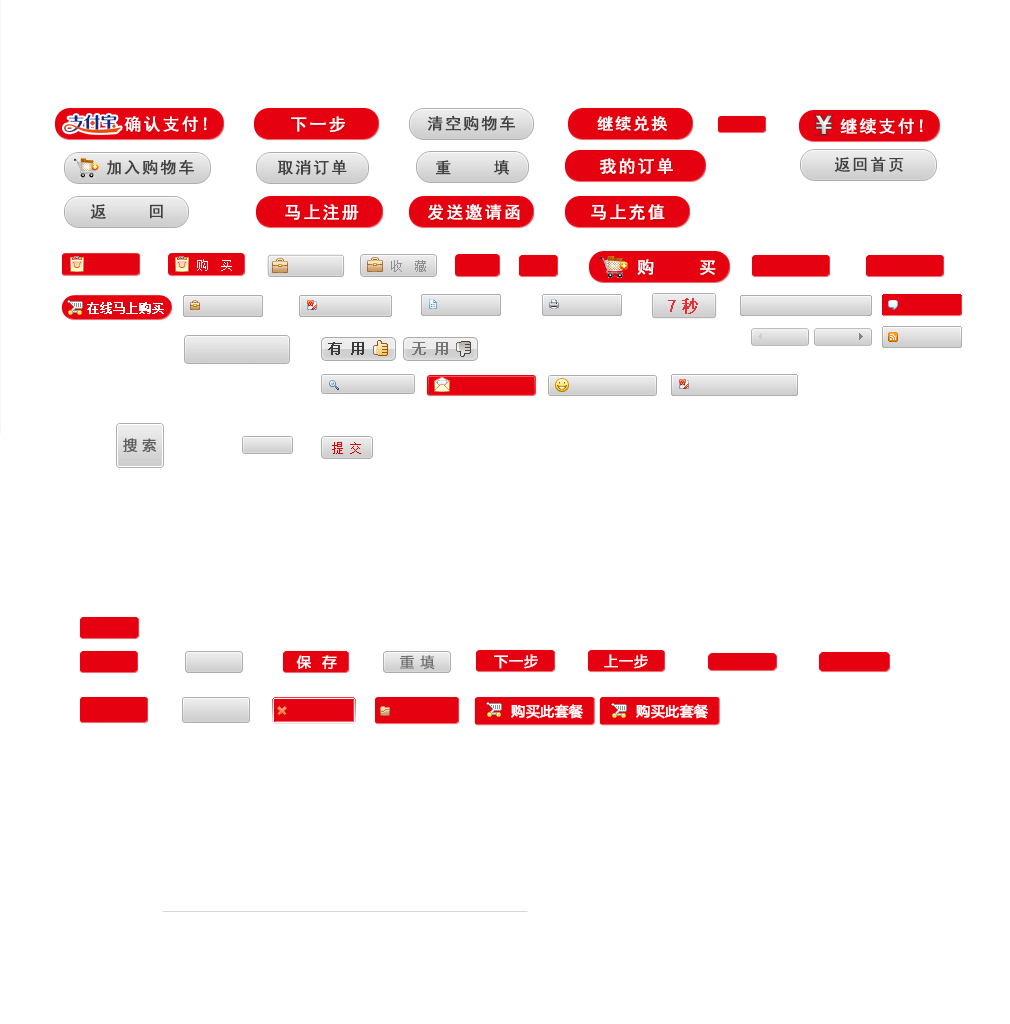 支付宝 确认支付!
下一步
清空购物车
继续兑换
¥ 继续支付!
加入购物车
取消订单
重 填
我的订单
返回首页
返 回
马上注册
发送邀请函
马上充值
购 买
收 藏
购 买
在线马上购买
7 秒
有 用
无 用
搜 索
提 交
保 存
重 填
下一步
上一步
购买此套餐
购买此套餐